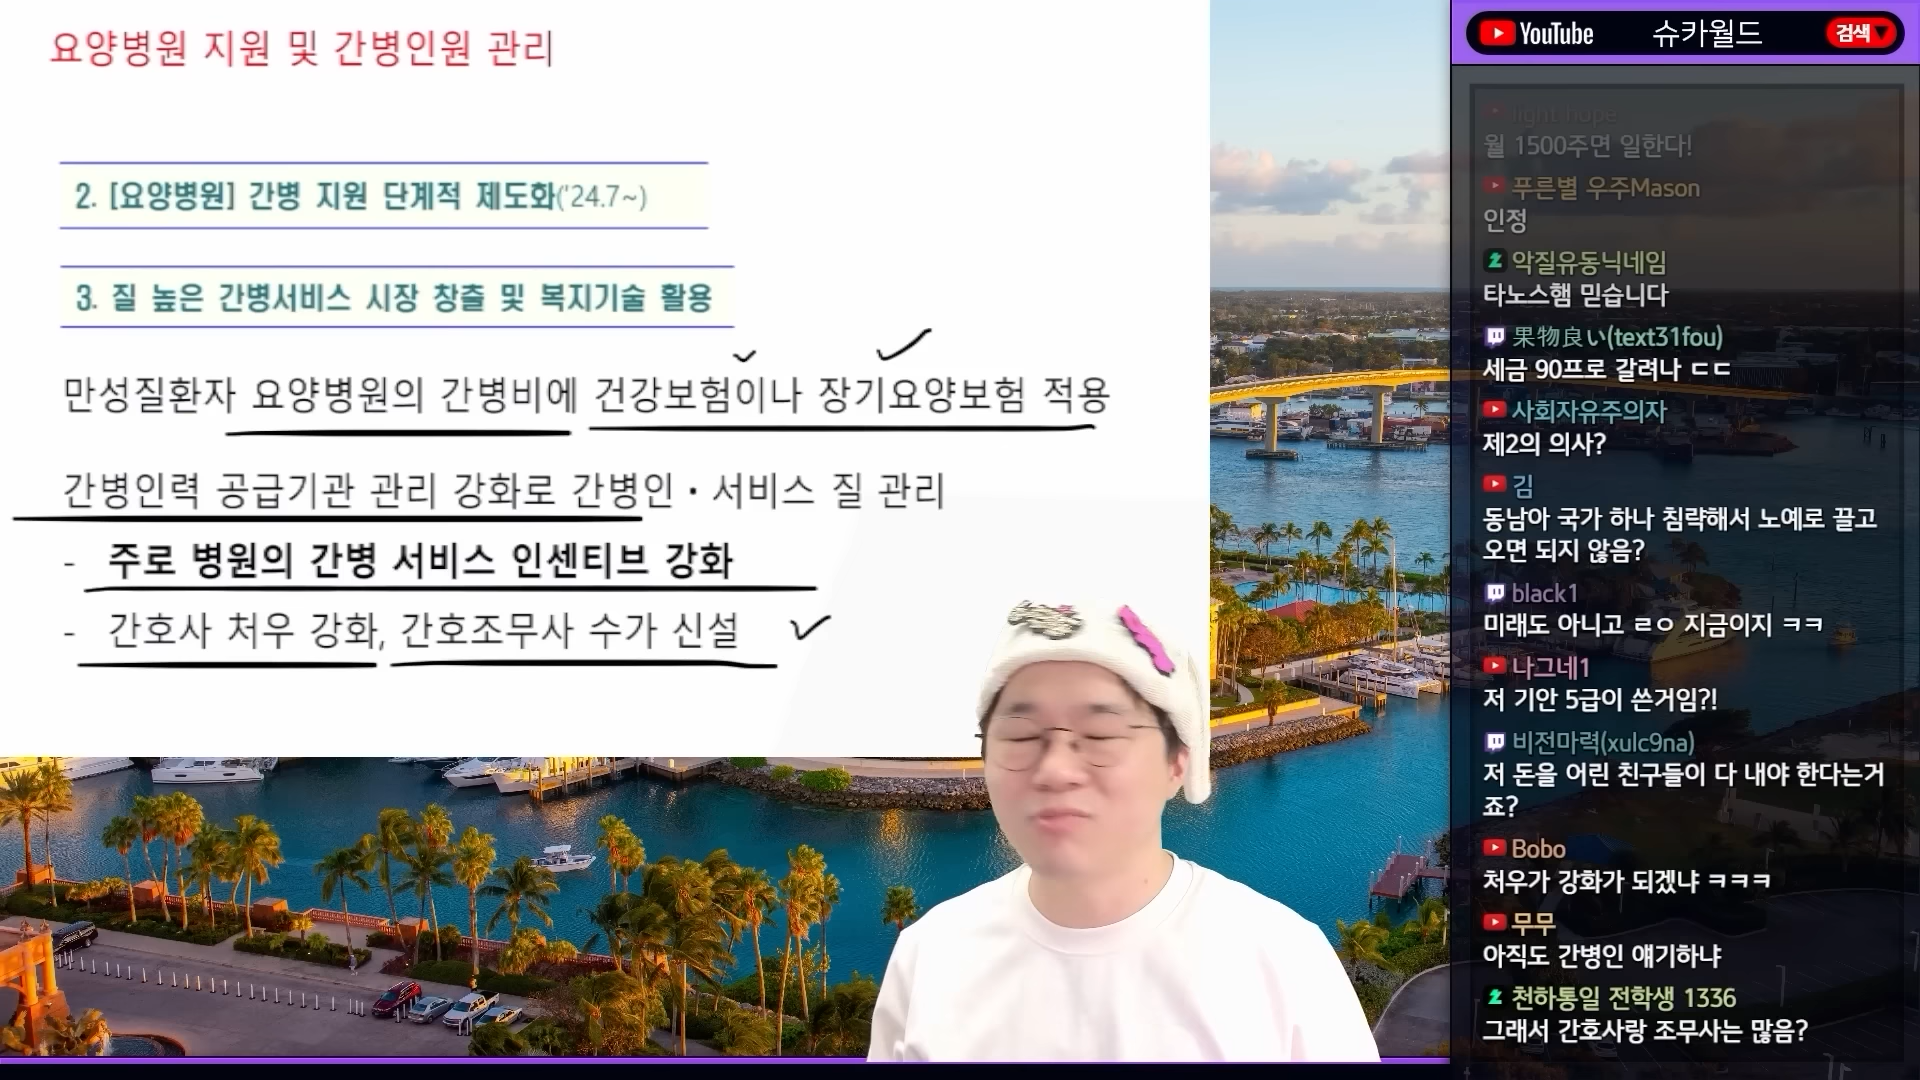 요양병원 지원 및 간병인원 관리
2. [요양병원] 간병 지원 단계적 제도화('24.7~)
3. 질 높은 간병서비스 시장 창출 및 복지기술 활용
만성질환자 요양병원의 간병비에 건강보험이나 장기요양보험 적용
간병인력 공급기관 관리 강화로 간병인·서비스 질 관리
- 주로 병원의 간병 서비스 인센티브 강화
- 간호사 처우 강화, 간호조무사 수가 신설
YouTube 슈카월드 검색
light hope
월 1500주면 일한다!
푸른별 우주Mason
인정
악질유동닉네임
타노스햄 믿습니다
果物良い(text31fou)
세금 90프로 갈려나 ㄷㄷ
사회자유주의자
제2의 의사?
김
동남아 국가 하나 침략해서 노예로 끌고
오면 되지 않음?
black1
미래도 아니고 ㄹㅇ 지금이지 ㅋㅋ
나그네1
저 기안 5급이 쓴거임?!
비전마력(xulc9na)
저 돈을 어린 친구들이 다 내야 한다는거
죠?
Bobo
처우가 강화가 되겠냐 ㅋㅋㅋ
무무
아직도 간병인 얘기하냐
천하통일 전학생 1336
그래서 간호사랑 조무사는 많음?